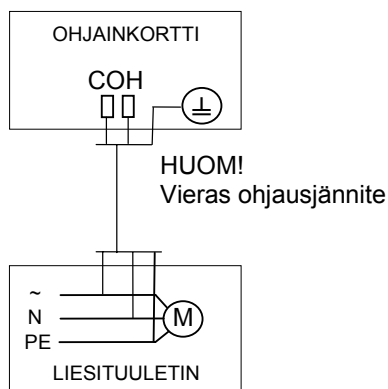 OHJAINKORTTI
COH
HUOM!
Vieras ohjausjännite
~
N
M
PE
LIESITUULETIN